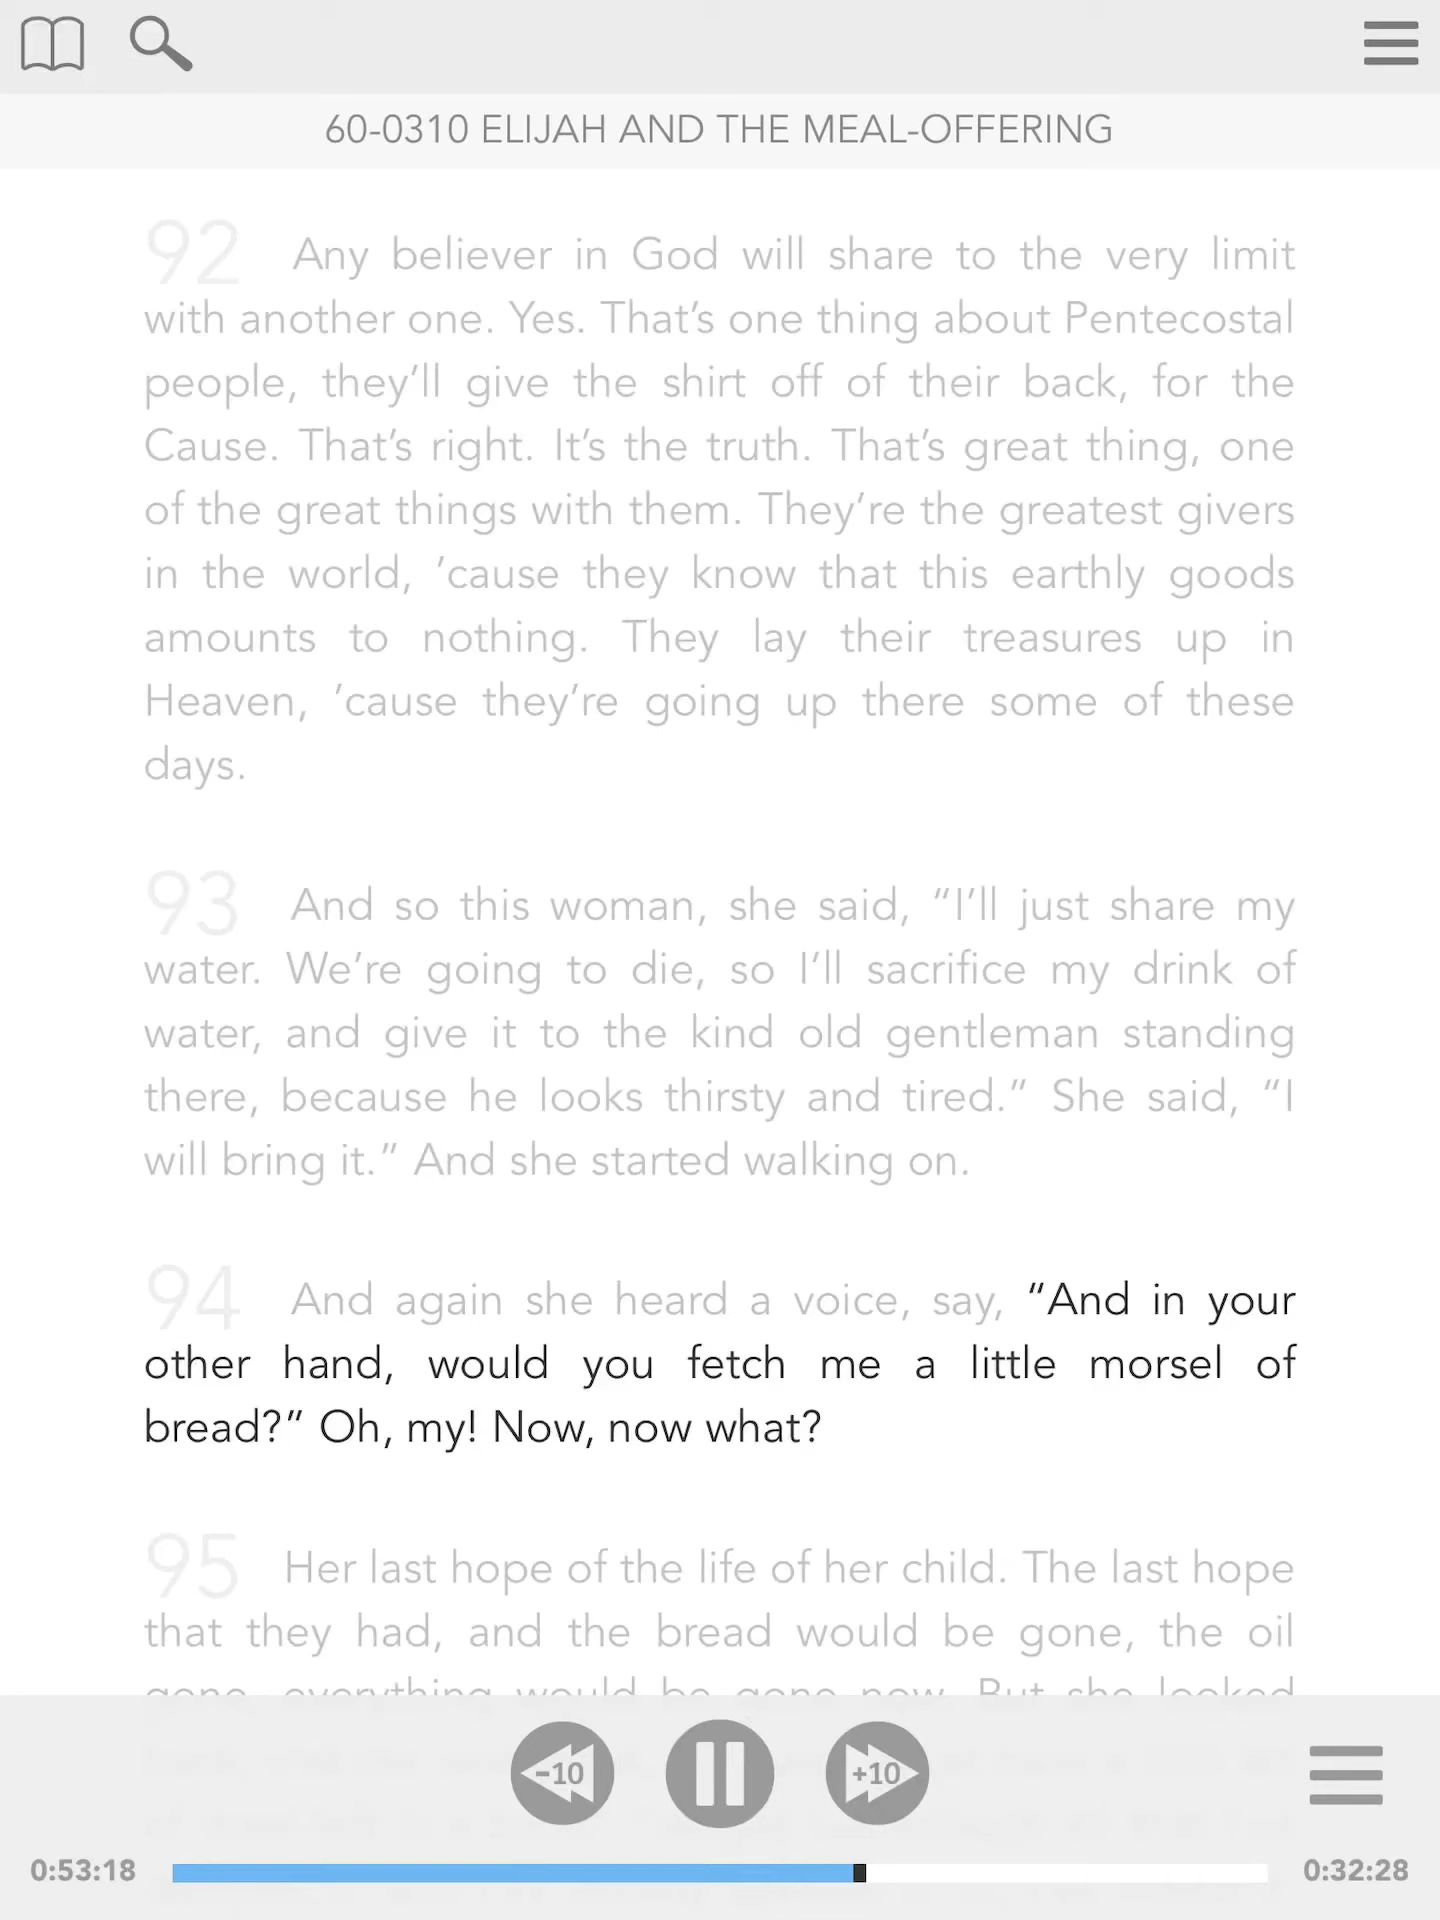 60-0310 ELIJAH AND THE MEAL-OFFERING
92 Any believer in God will share to the very limit
with another one. Yes. That’s one thing about Pentecostal
people, they’ll give the shirt off of their back, for the
Cause. That’s right. It’s the truth. That’s great thing, one
of the great things with them. They’re the greatest givers
in the world, ’cause they know that this earthly goods
amounts to nothing. They lay their treasures up in
Heaven, ’cause they’re going up there some of these
days.
93 And so this woman, she said, “I’ll just share my
water. We’re going to die, so I’ll sacrifice my drink of
water, and give it to the kind old gentleman standing
there, because he looks thirsty and tired.” She said, “I
will bring it.” And she started walking on.
94 And again she heard a voice, say, “And in your
other hand, would you fetch me a little morsel of
bread?” Oh, my! Now, now what?
95 Her last hope of the life of her child. The last hope
that they had, and the bread would be gone, the oil
gone, everything would be gone now. But she looked
-10 +10
0:53:18 0:32:28